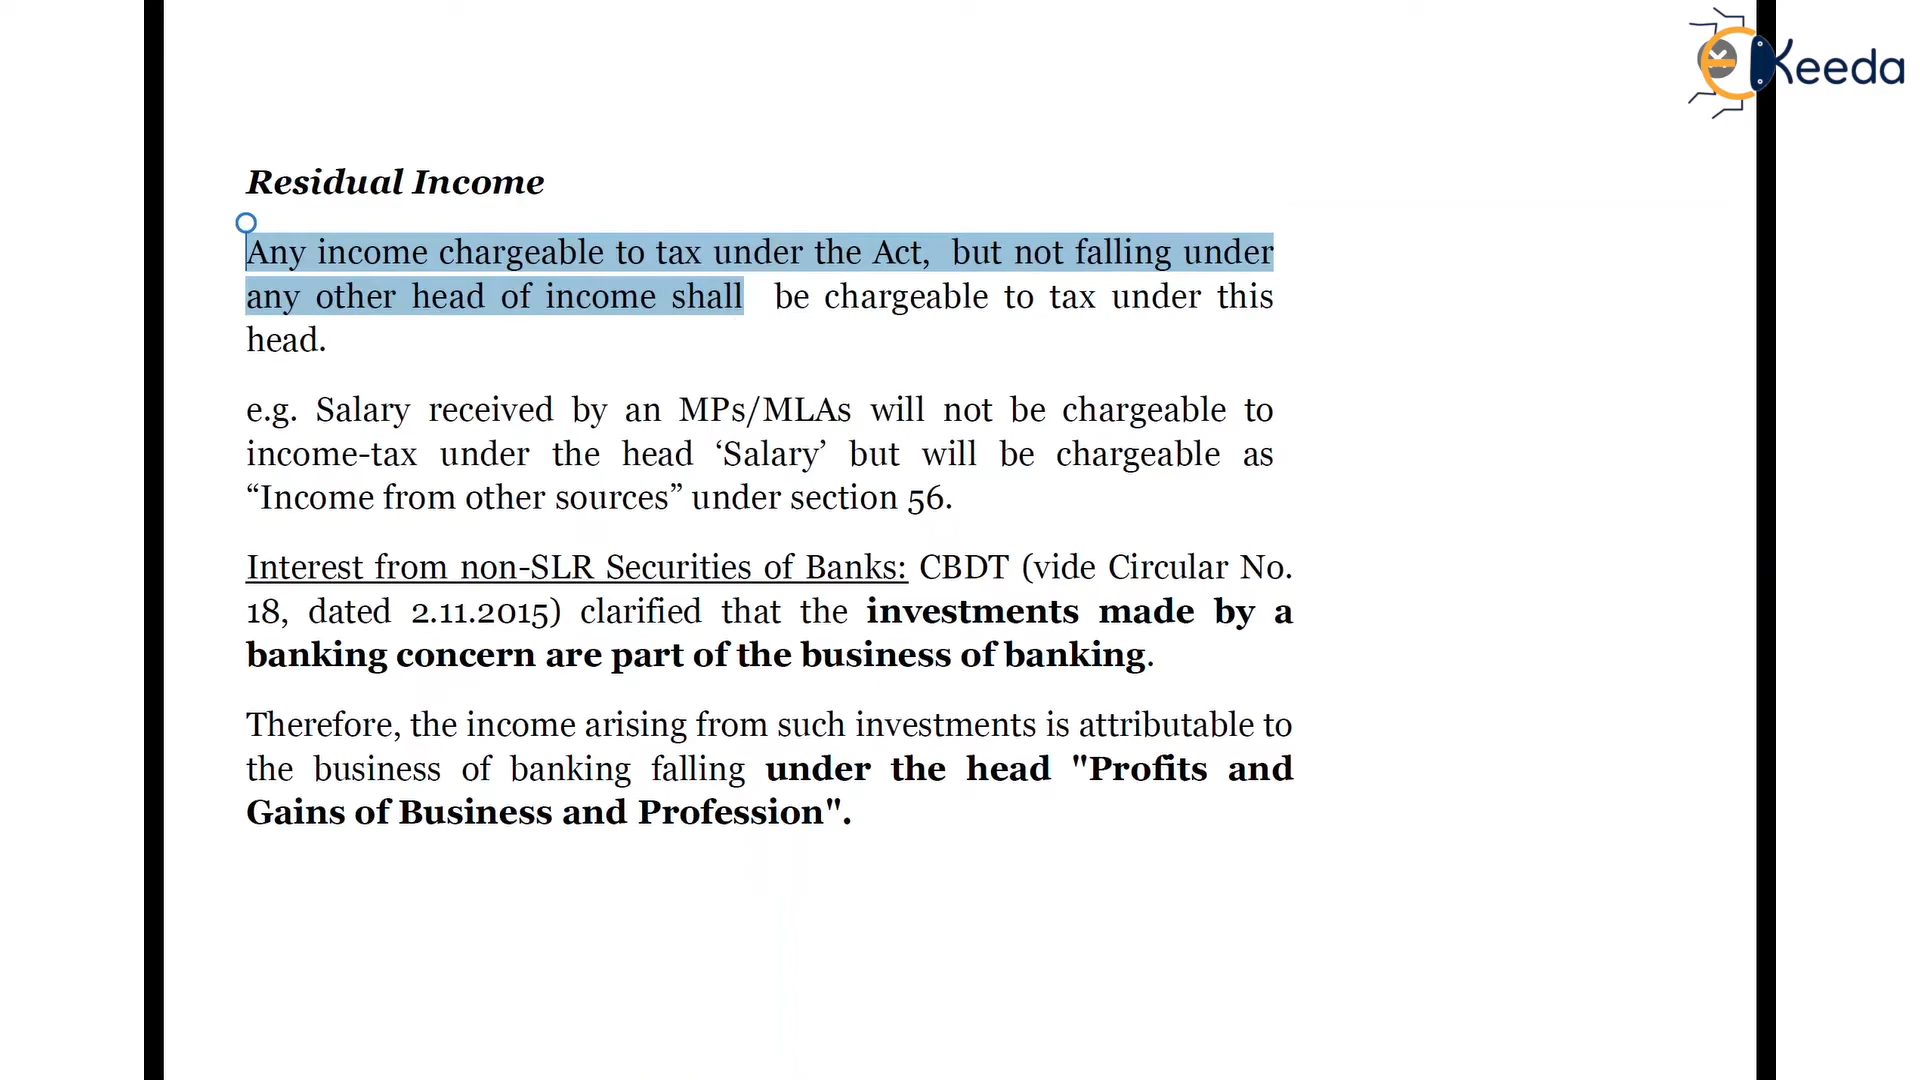 Keeda
Residual Income
Any income chargeable to tax under the Act, but not falling under
any other head of income shall be chargeable to tax under this
head.
e.g. Salary received by an MPs/MLAs will not be chargeable to
income-tax under the head ‘Salary’ but will be chargeable as
“Income from other sources” under section 56.
Interest from non-SLR Securities of Banks: CBDT (vide Circular No.
18, dated 2.11.2015) clarified that the investments made by a
banking concern are part of the business of banking.
Therefore, the income arising from such investments is attributable to
the business of banking falling under the head "Profits and
Gains of Business and Profession".